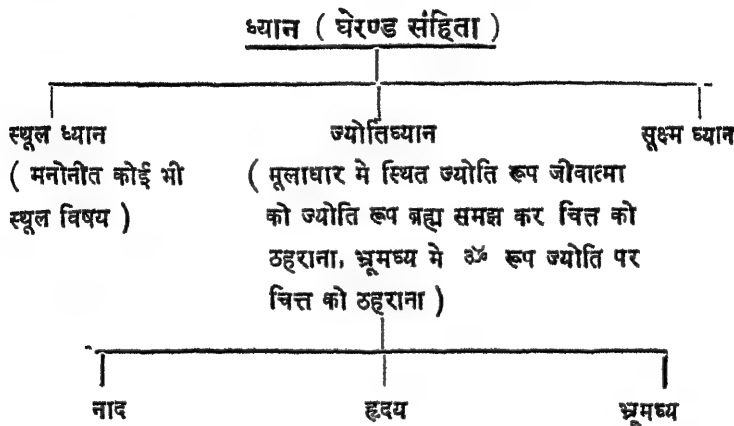 ध्यान ( घेरण्ड संहिता )
स्थूल ध्यान ज्योतिध्यान सूक्ष्म ध्यान
( मनोनीत कोई भी ( मूलाधार मे स्थित ज्योति रूप जीवात्मा
स्थूल विषय ) को ज्योति रूप ब्रह्म समझ कर चित्त को
ठहराना, भ्रूमध्य मे ॐ रूप ज्योति पर
चित्त को ठहराना )
नाद हृदय भ्रूमध्य